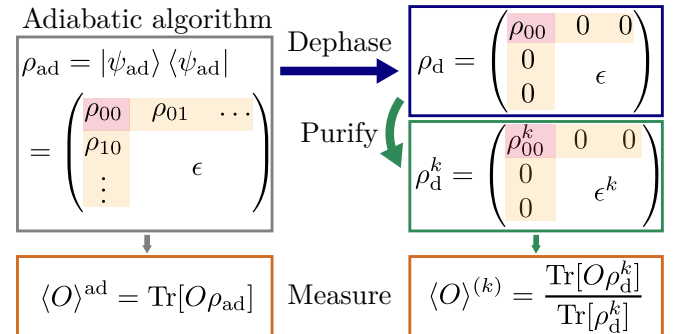 Adiabatic algorithm
ρ_ad = |ψ_ad⟩ ⟨ψ_ad|
= ( ρ_00 ρ_01 ⋯
ρ_10
⋮ ϵ )
Dephase
ρ_d = ( ρ_00 0 0
0
0 ϵ )
Purify
ρ_d^k = ( ρ_00^k 0 0
0
0 ϵ^k )
⟨O⟩^ad = Tr[Oρ_ad]
Measure
⟨O⟩^(k) = Tr[Oρ_d^k] / Tr[ρ_d^k]